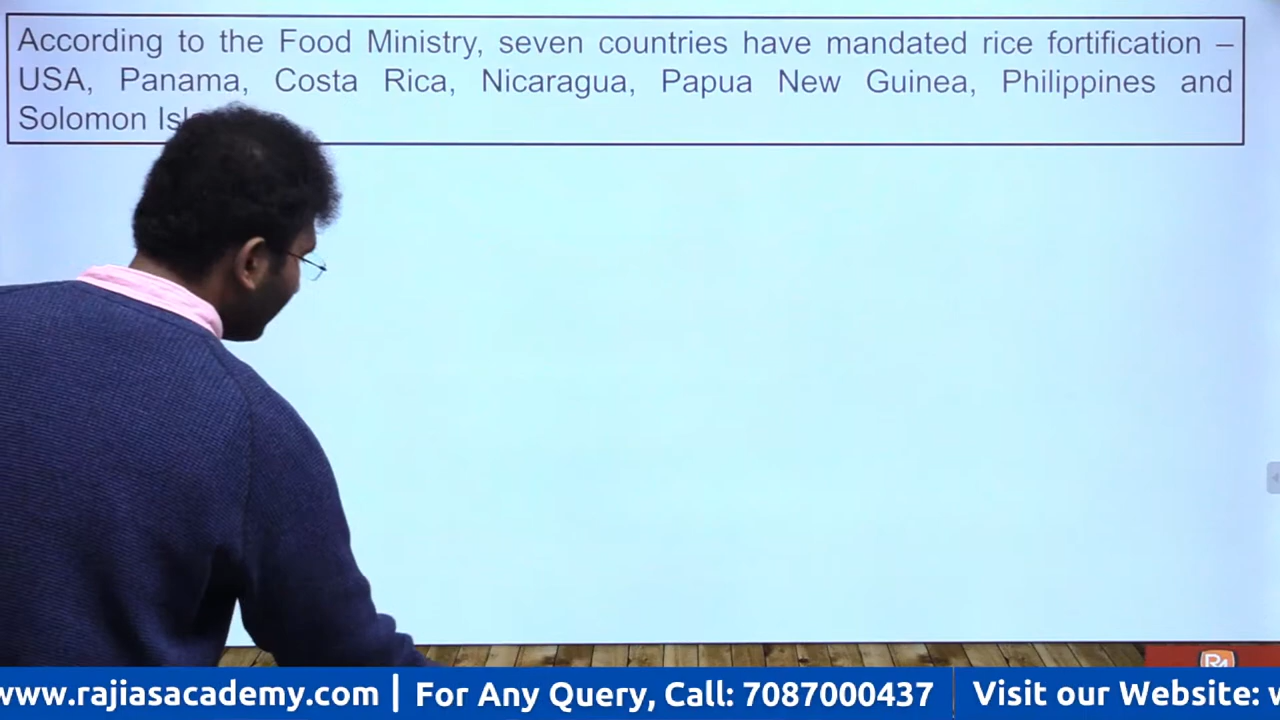 According to the Food Ministry, seven countries have mandated rice fortification –
USA, Panama, Costa Rica, Nicaragua, Papua New Guinea, Philippines and
Solomon
www.rajiasacademy.com | For Any Query, Call: 7087000437 | Visit our Website: